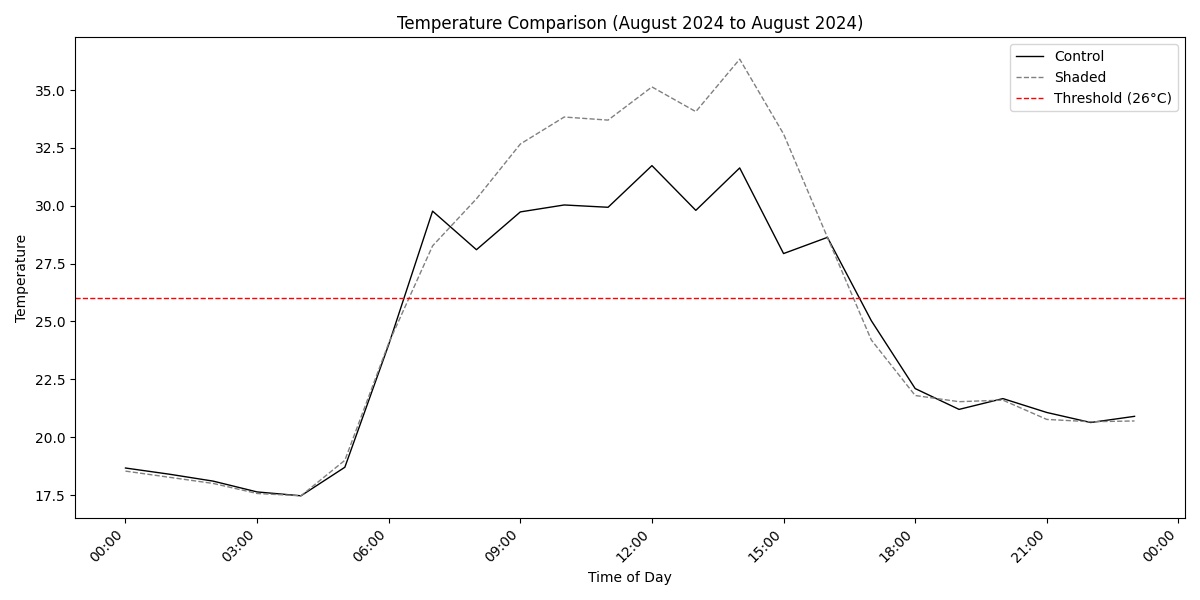 Temperature Comparison (August 2024 to August 2024)
Control
Shaded
Threshold (26°C)
Temperature
35.0
32.5
30.0
27.5
25.0
22.5
20.0
17.5
00:00
03:00
06:00
09:00
12:00
15:00
18:00
21:00
00:00
Time of Day